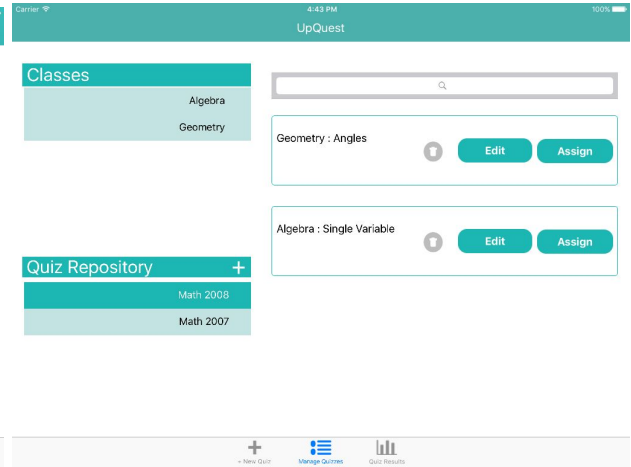 Carrier 4:43 PM 100%
UpQuest
Classes
Algebra
Geometry
Quiz Repository +
Math 2008
Math 2007
Geometry : Angles
Edit Assign
Algebra : Single Variable
Edit Assign
+ New Quiz Manage Quizzes Quiz Results